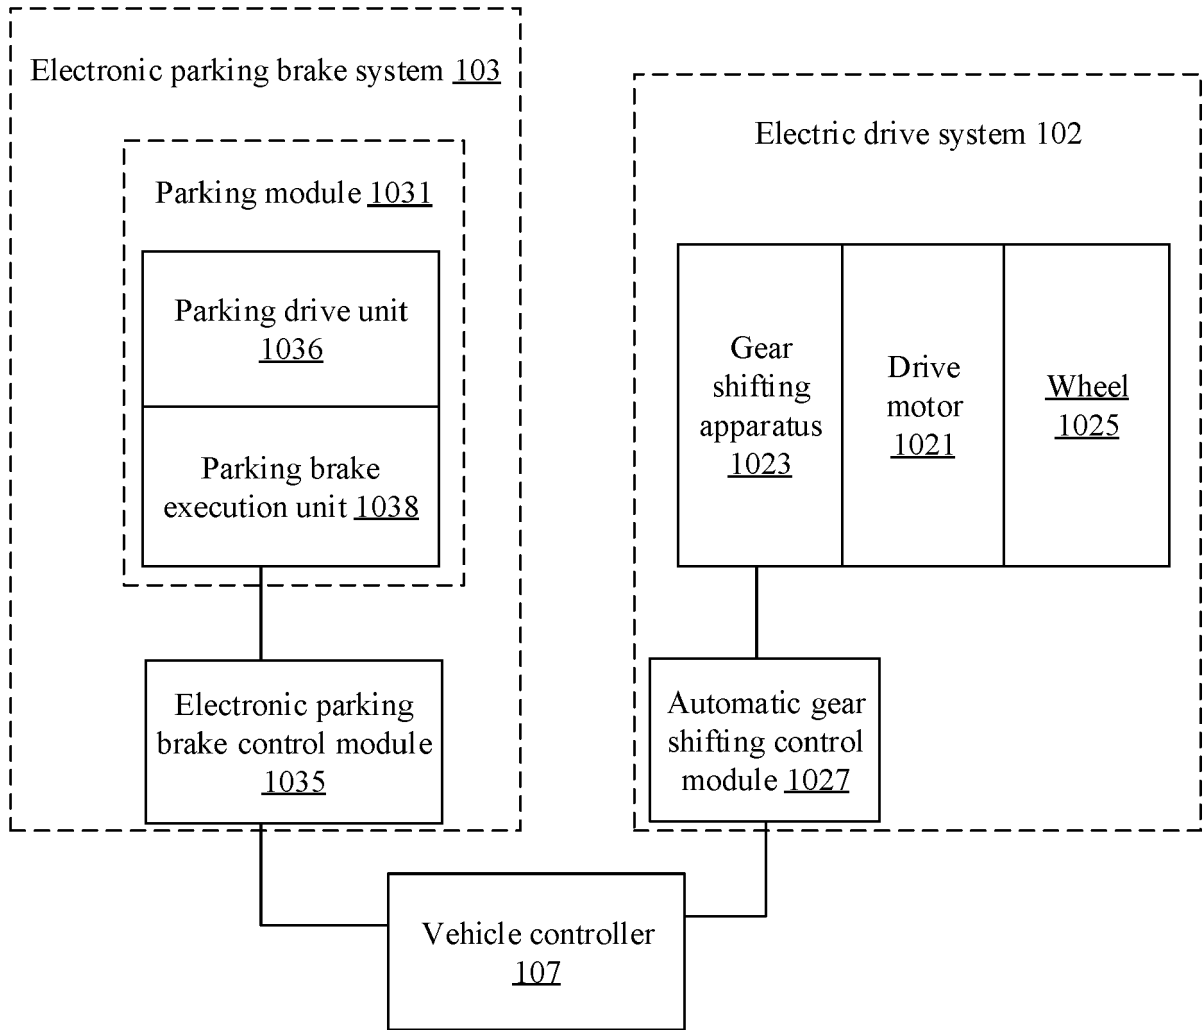 Electronic parking brake system 103
Parking module 1031
Parking drive unit
1036
Parking brake
execution unit 1038
Electronic parking
brake control module
1035
Electric drive system 102
Gear
shifting
apparatus
1023
Drive
motor
1021
Wheel
1025
Automatic gear
shifting control
module 1027
Vehicle controller
107